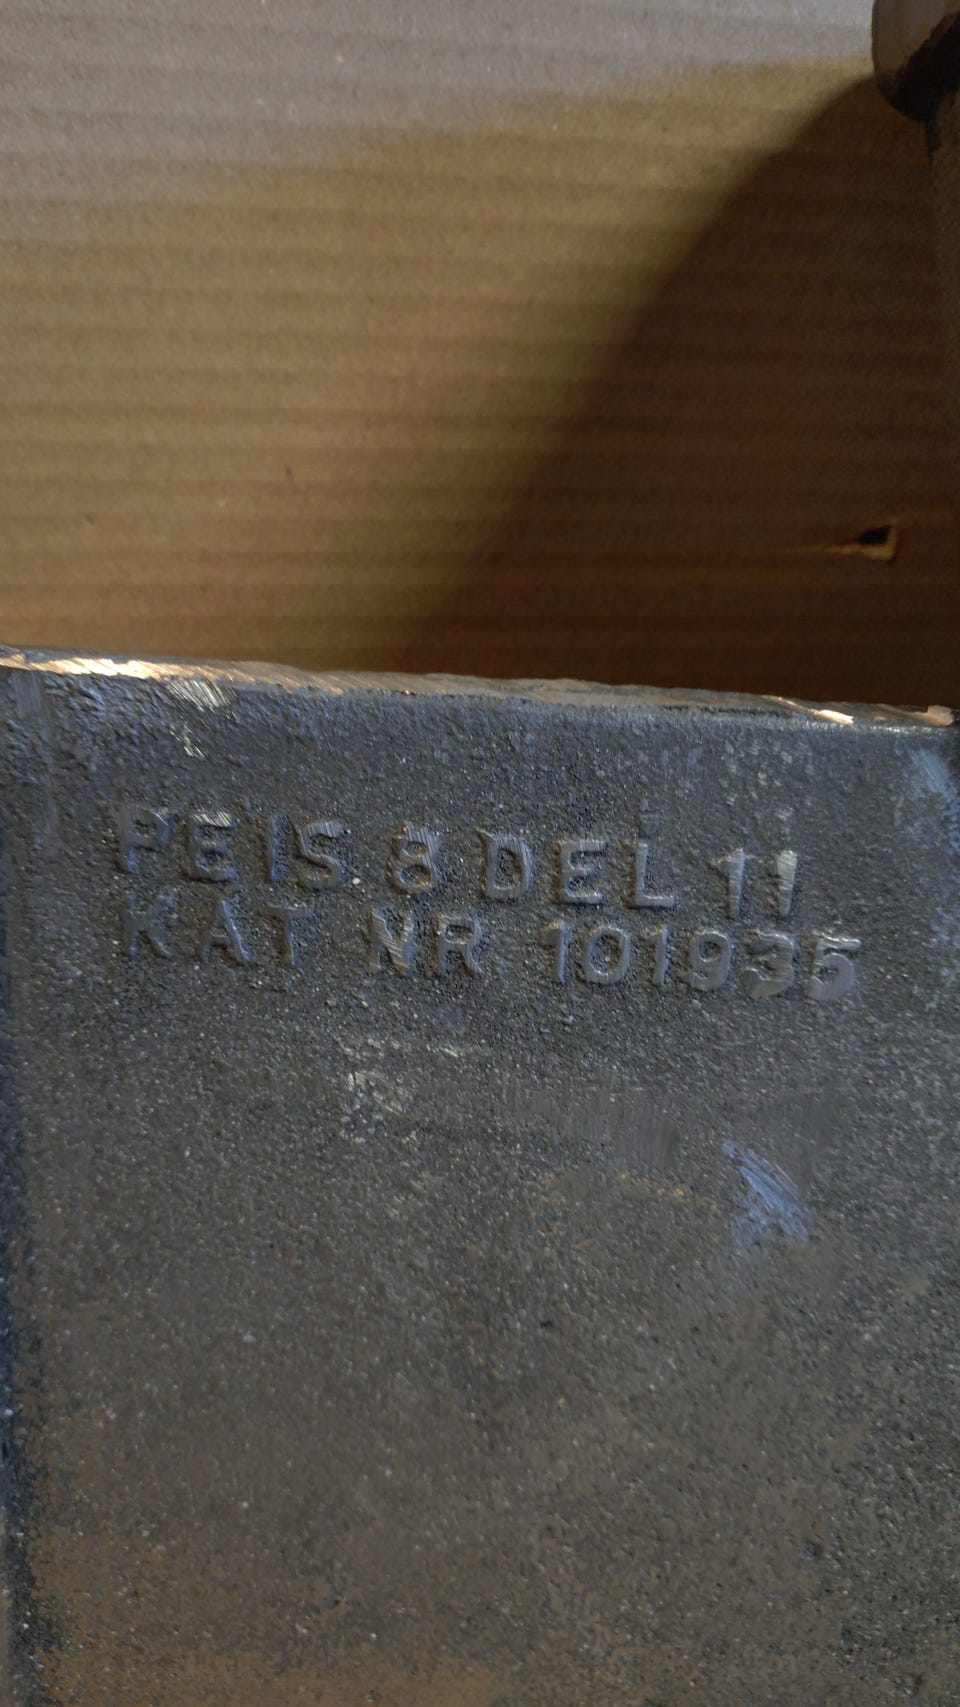 PEIS 8 DEL 11
KAT NR 101935